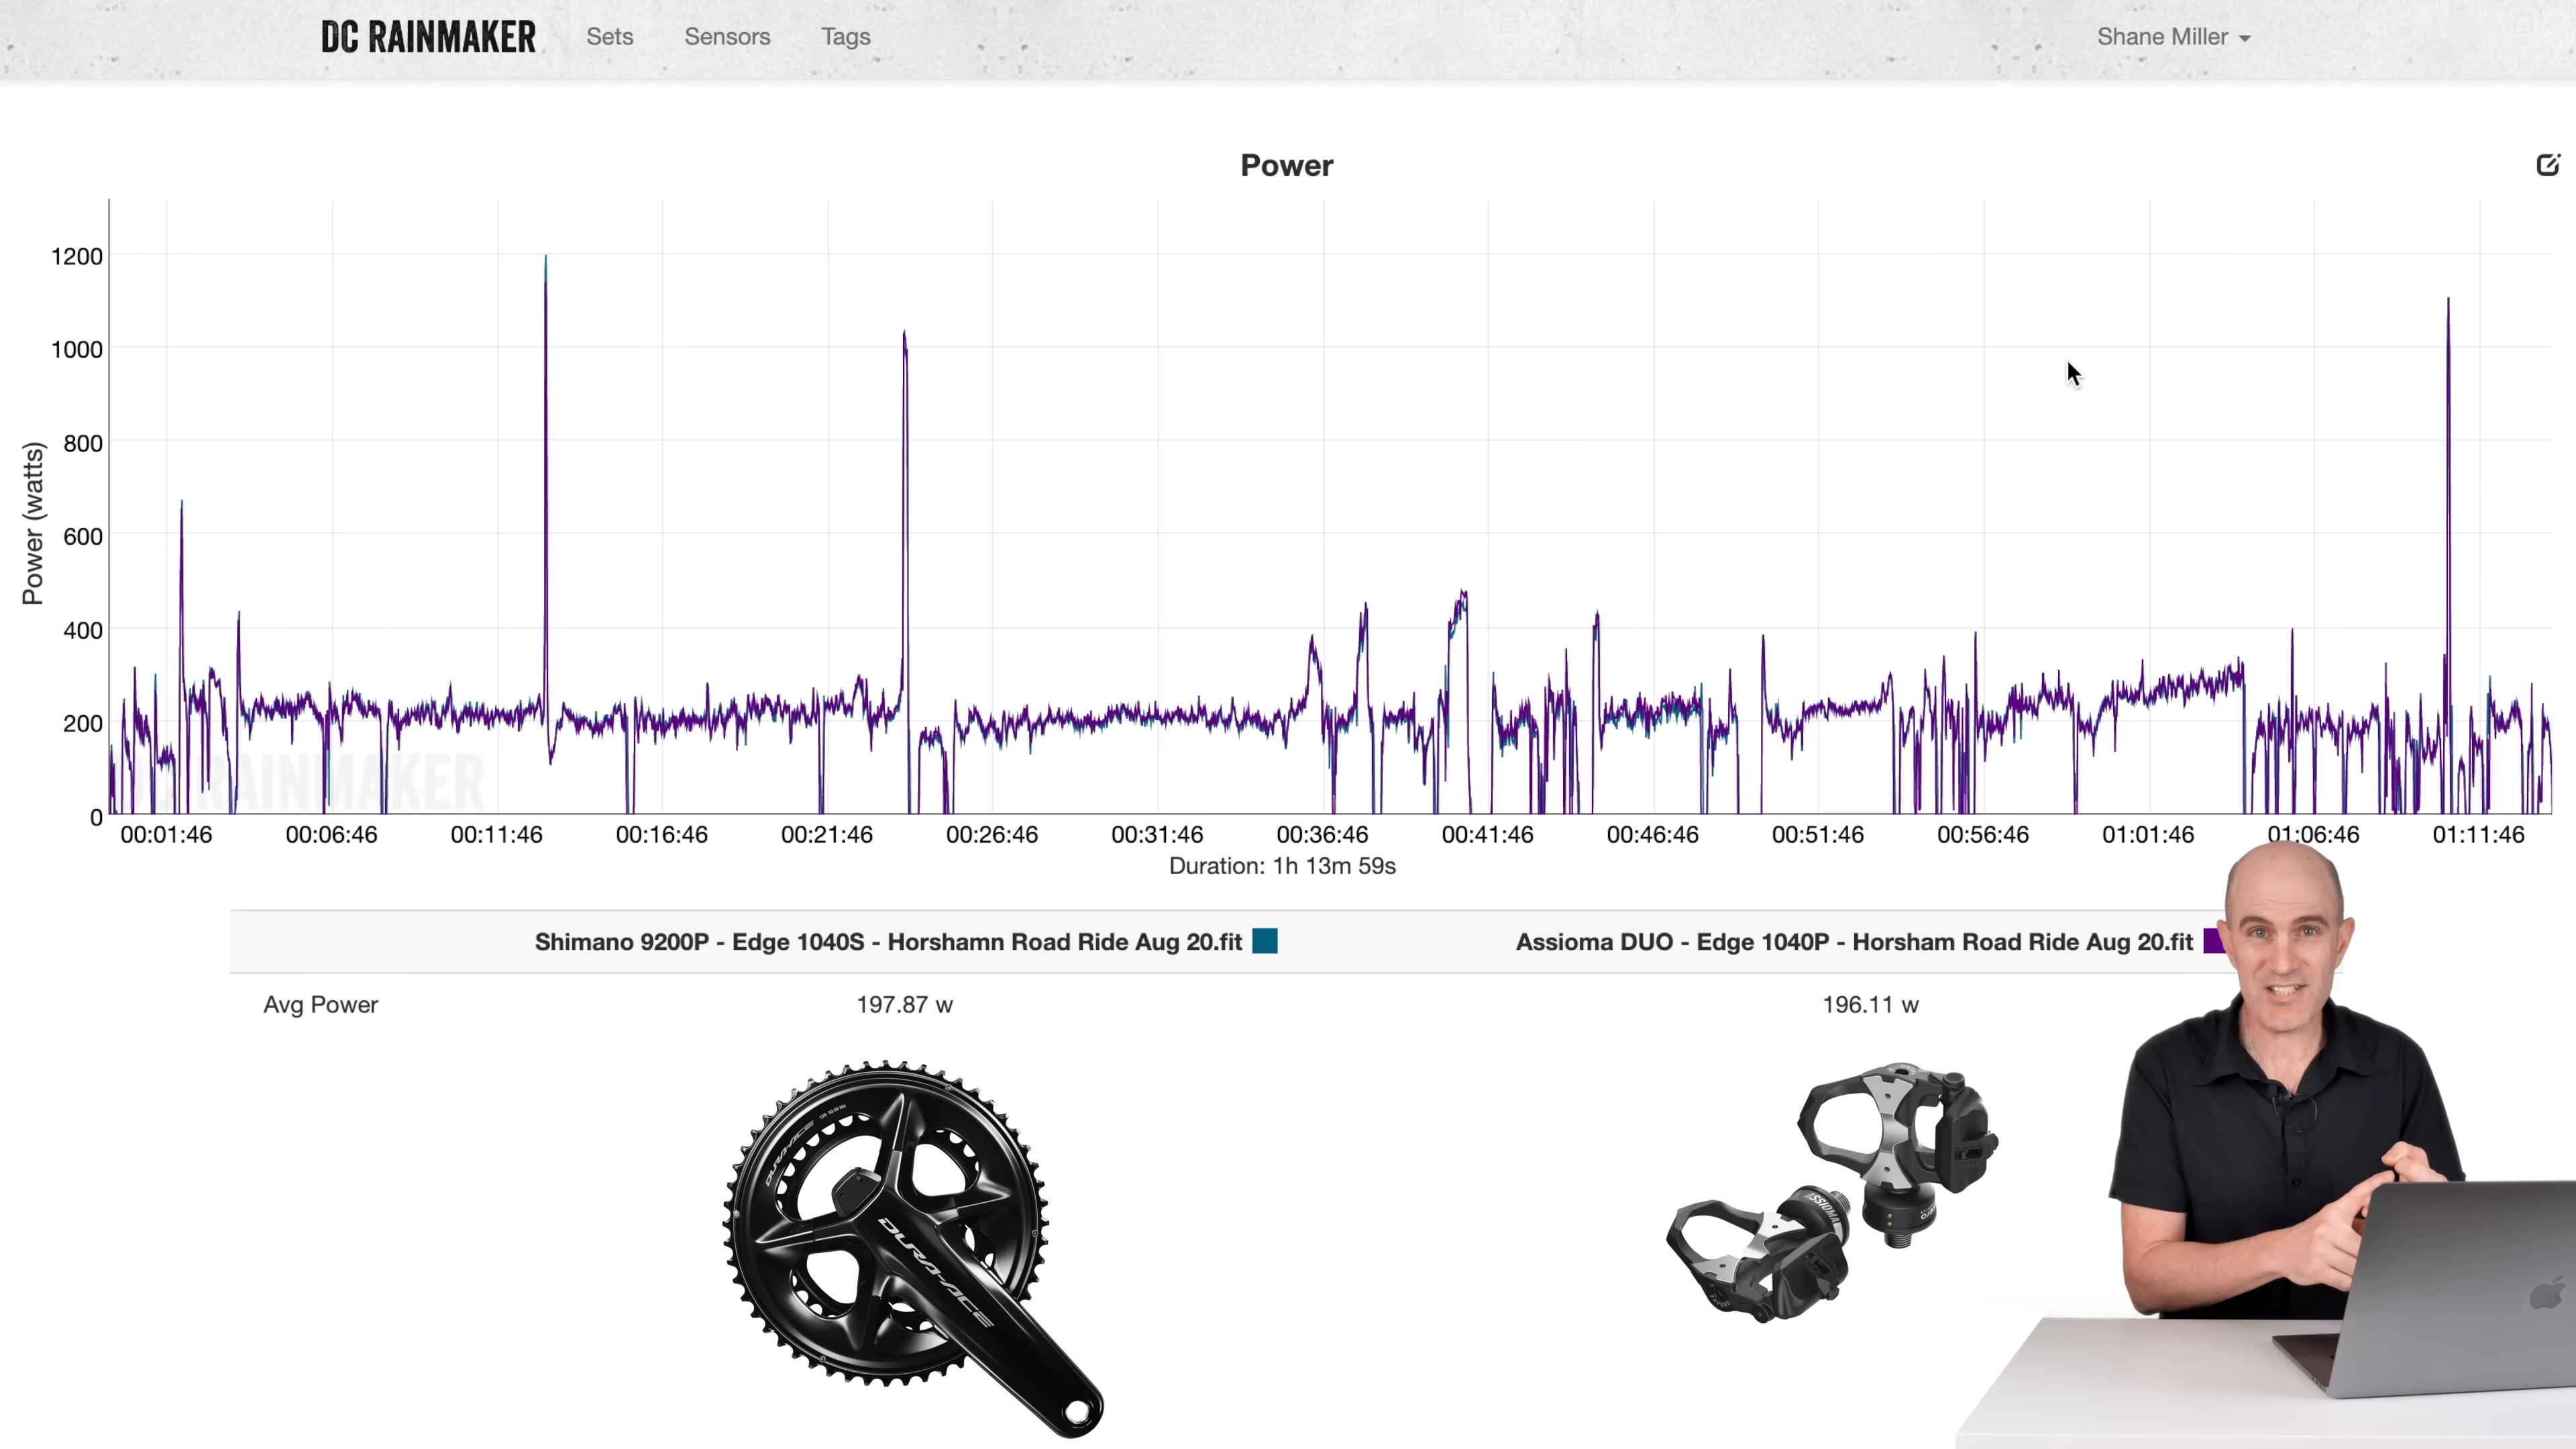 DC RAINMAKER Sets Sensors Tags Shane Miller
Power
Power (watts)
1200
1000
800
600
400
200
0
RAINMAKER
00:01:46 00:06:46 00:11:46 00:16:46 00:21:46 00:26:46 00:31:46 00:36:46 00:41:46 00:46:46 00:51:46 00:56:46 01:01:46 01:06:46 01:11:46
Duration: 1h 13m 59s
Shimano 9200P - Edge 1040S - Horshamn Road Ride Aug 20.fit Assioma DUO - Edge 1040P - Horsham Road Ride Aug 20.fit
Avg Power 197.87 w 196.11 w
DURA-ACE
DURA-ACE
ASSIOMA